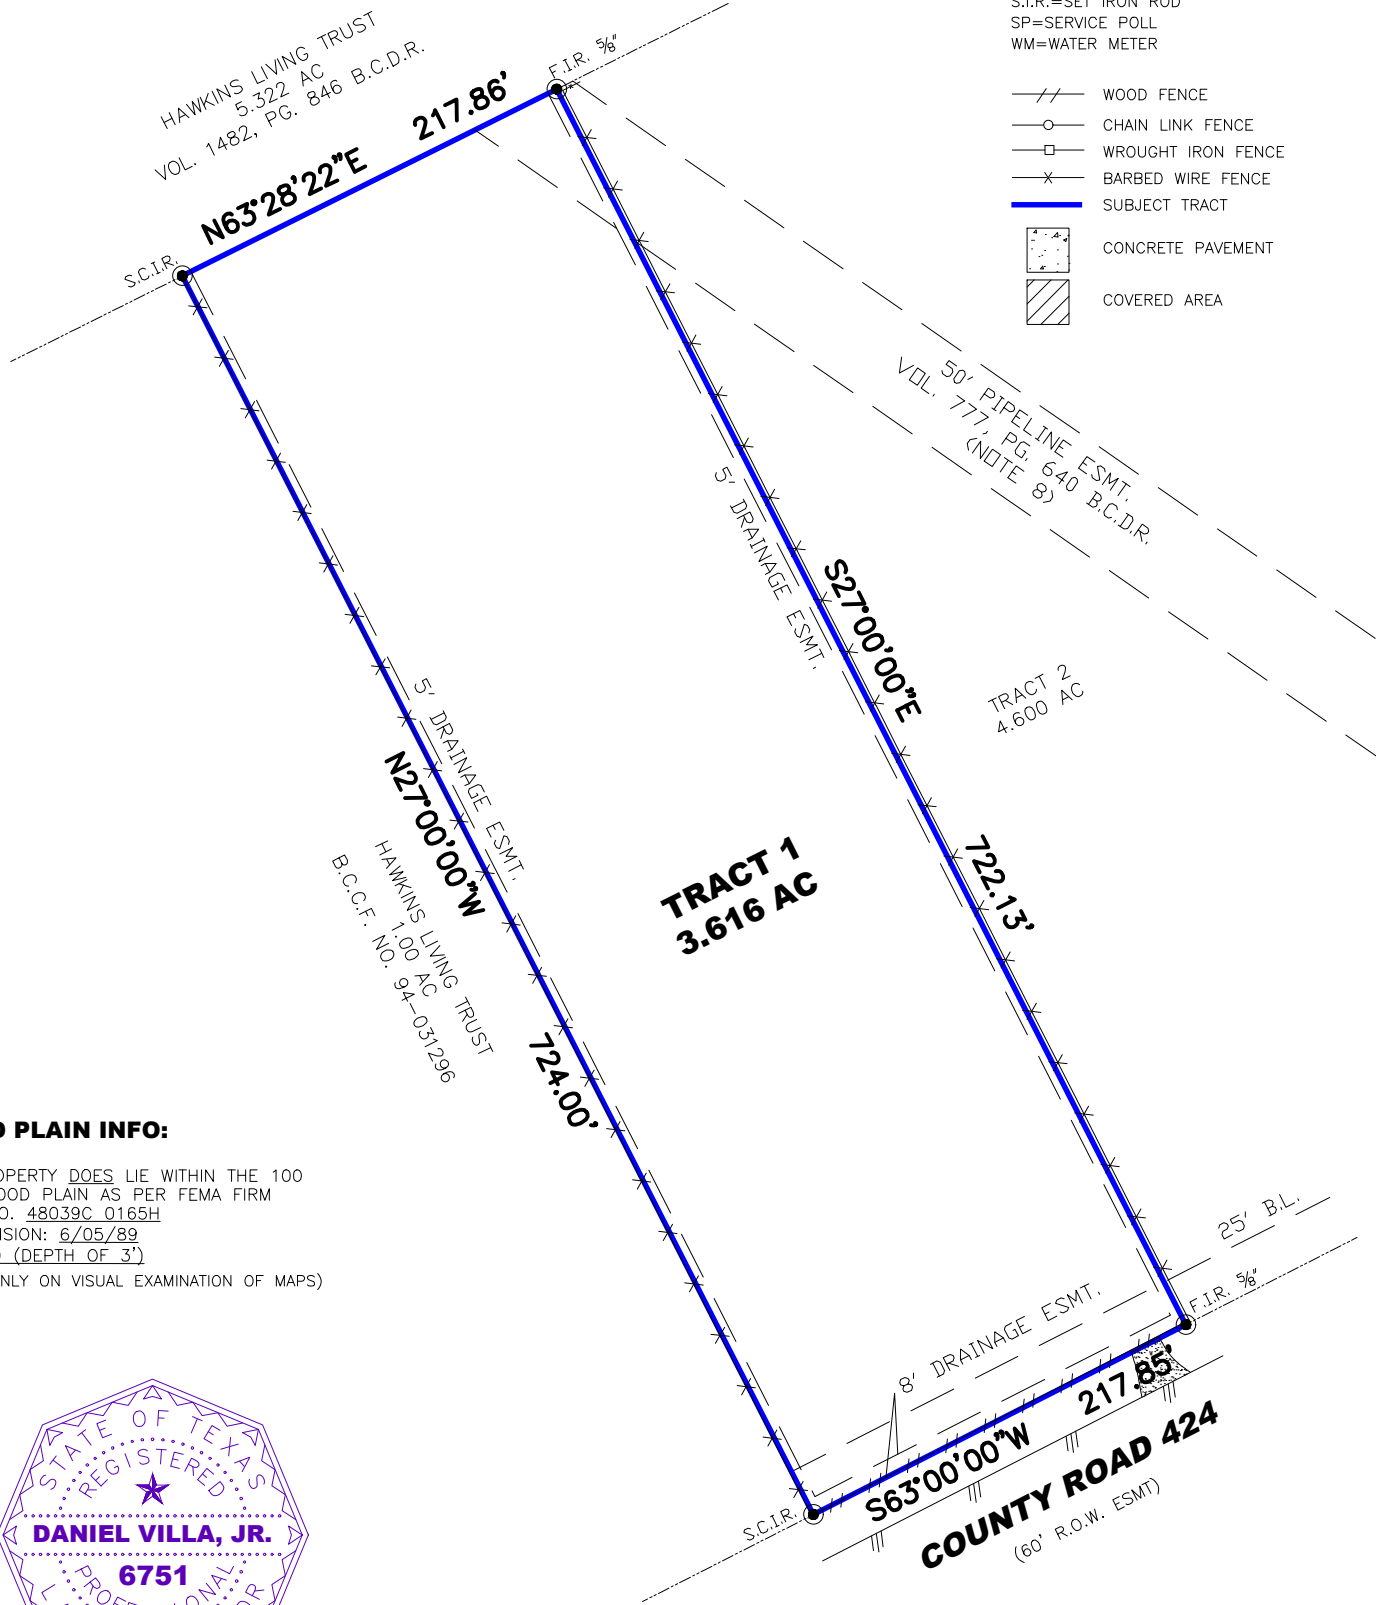 S.I.R.=SET IRON ROD
SP=SERVICE POLL
WM=WATER METER
WOOD FENCE
CHAIN LINK FENCE
WROUGHT IRON FENCE
BARBED WIRE FENCE
SUBJECT TRACT
CONCRETE PAVEMENT
COVERED AREA
HAWKINS LIVING TRUST
5.322 AC
VOL. 1482, PG. 846 B.C.D.R.
N63°28'22"E
217.86'
F.I.R. 5/8"
S.C.I.R.
50' PIPELINE ESMT.
VOL. 777, PG. 640 B.C.D.R.
(NOTE 8)
5' DRAINAGE ESMT.
S27°00'00"E
722.13'
TRACT 2
4.600 AC
5' DRAINAGE ESMT.
N27°00'00"W
724.00'
HAWKINS LIVING TRUST
1.00 AC
B.C.C.F. NO. 94-031296
TRACT 1
3.616 AC
D PLAIN INFO:
OPERTY DOES LIE WITHIN THE 100
OOD PLAIN AS PER FEMA FIRM
O. 48039C 0165H
ISION: 6/05/89
(DEPTH OF 3')
NLY ON VISUAL EXAMINATION OF MAPS)
25' B.L.
F.I.R. 5/8"
8' DRAINAGE ESMT.
217.85'
S63°00'00"W
S.C.I.R.
COUNTY ROAD 424
(60' R.O.W. ESMT)
STATE OF TEXAS
REGISTERED
DANIEL VILLA, JR.
6751